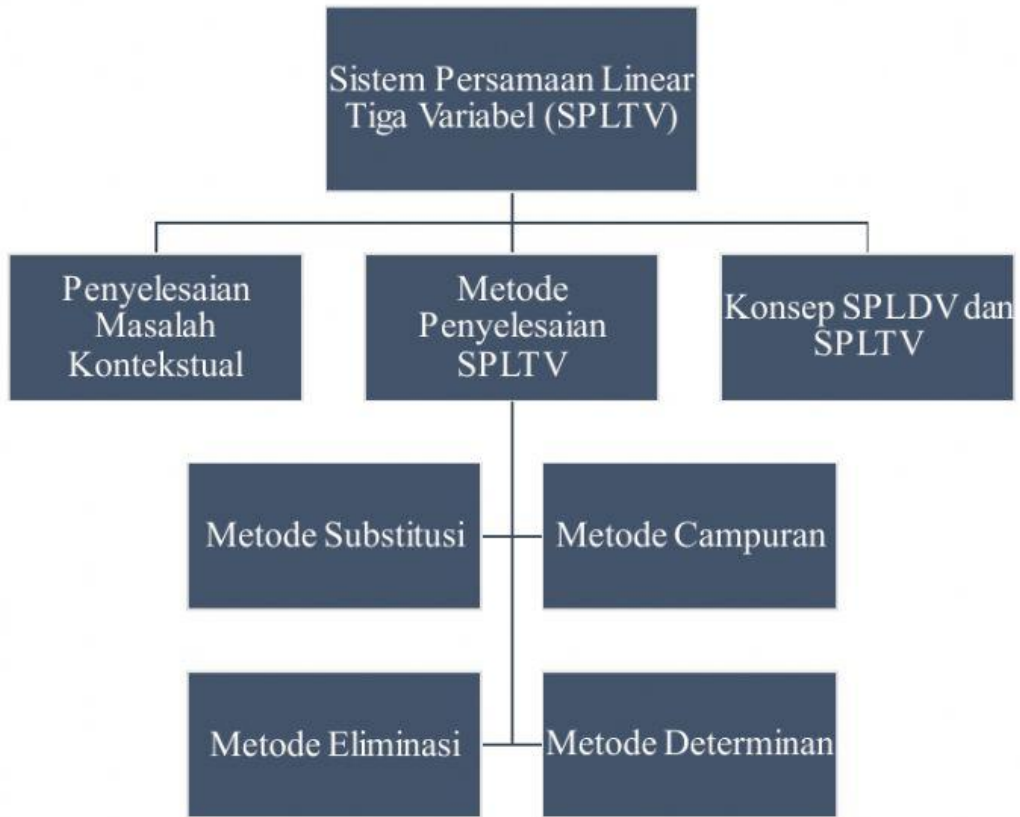 Sistem Persamaan Linear
Tiga Variabel (SPLTV)
Penyelesaian
Masalah
Kontekstual
Metode
Penyelesaian
SPLTV
Konsep SPLDV dan
SPLTV
Metode Substitusi
Metode Campuran
Metode Eliminasi
Metode Determinan